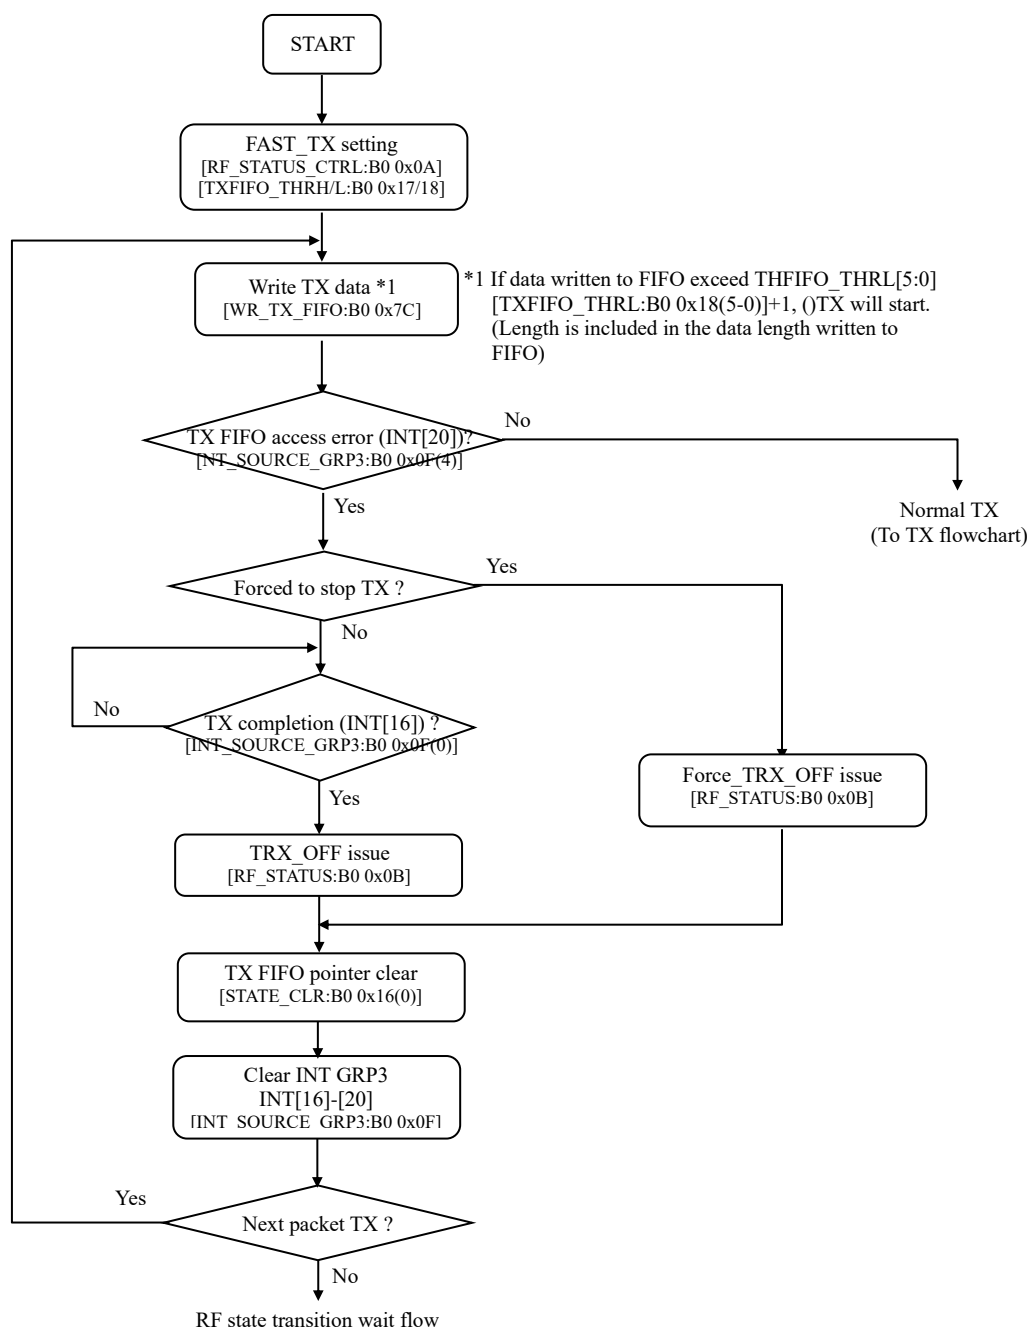 START
FAST_TX setting
[RF_STATUS_CTRL:B0 0x0A]
[TXFIFO_THRH/L:B0 0x17/18]
Write TX data *1
[WR_TX_FIFO:B0 0x7C]
*1 If data written to FIFO exceed THFIFO_THRL[5:0]
[TXFIFO_THRL:B0 0x18(5-0)]+1, ()TX will start.
(Length is included in the data length written to
FIFO)
TX FIFO access error (INT[20])?
[NT_SOURCE_GRP3:B0 0x0F(4)]
No
Normal TX
(To TX flowchart)
Yes
Forced to stop TX ?
Yes
No
TX completion (INT[16]) ?
[INT_SOURCE_GRP3:B0 0x0F(0)]
No
Yes
Force_TRX_OFF issue
[RF_STATUS:B0 0x0B]
TRX_OFF issue
[RF_STATUS:B0 0x0B]
TX FIFO pointer clear
[STATE_CLR:B0 0x16(0)]
Clear INT GRP3
INT[16]-[20]
[INT_SOURCE_GRP3:B0 0x0F]
Yes
Next packet TX ?
No
RF state transition wait flow